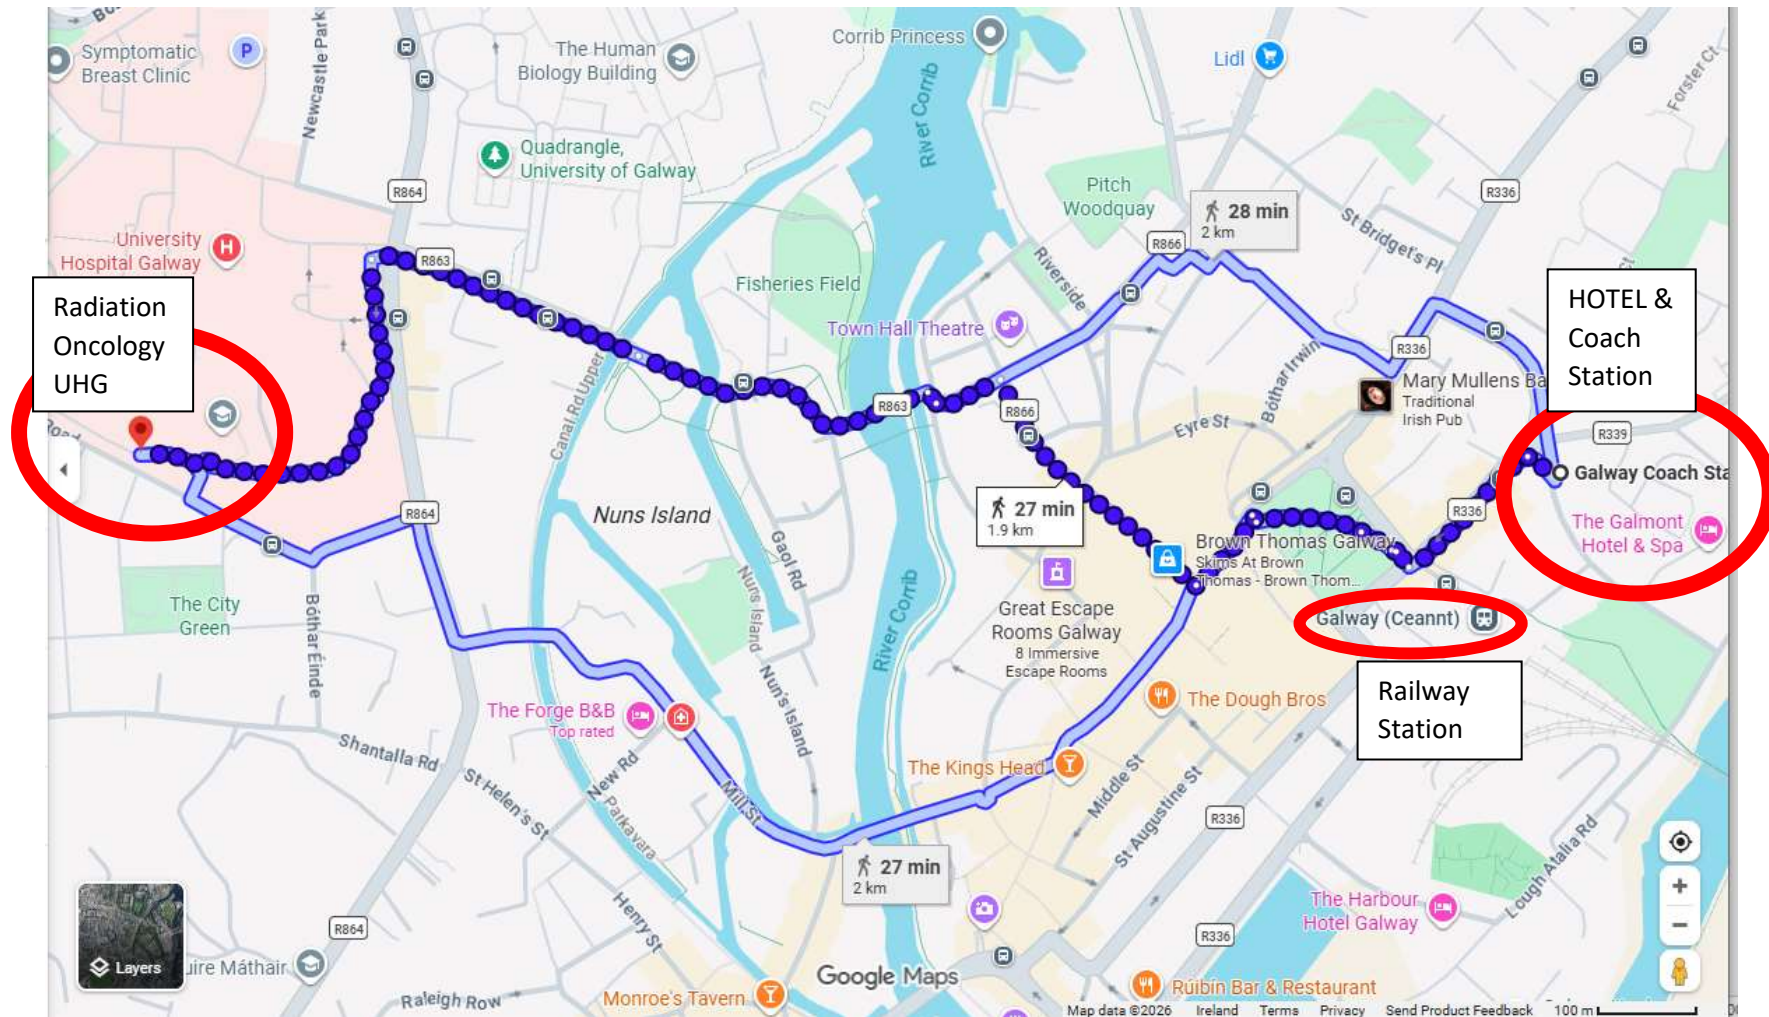 Symptomatic
Breast Clinic
P
Newcastle Park
The Human
Biology Building
Corrib Princess
Lidl
Forster Ct
River Corrib
Quadrangle,
University of Galway
R864
Pitch
Woodquay
28 min
2 km
R336
St Bridget's Pl
University
Hospital Galway
H
R863
R866
Riverside
Fisheries Field
Town Hall Theatre
Radiation
Oncology
UHG
HOTEL &
Coach
Station
Canal Rd Upper
R863
R866
R336
Bóthar Irwin
Mary Mullens Ba
Traditional
Irish Pub
Eyre St
R339
Road
Galway Coach Sta
R864
Nuns Island
27 min
1.9 km
R336
The Galmont
Hotel & Spa
Gaol Rd
Brown Thomas Galway
Skims At Brown
Thomas - Brown Thom...
The City
Green
Bóthar Éinde
Nuns Island
River Corrib
Great Escape
Rooms Galway
8 Immersive
Escape Rooms
Galway (Ceannt)
Railway
Station
Nun's Island
The Forge B&B
Top rated
The Dough Bros
Shantalla Rd
St Helen's St
New Rd
Parkavara
Mill St
The Kings Head
Middle St
St Augustine St
R336
27 min
2 km
Lough Atalia Rd
Henry St
The Harbour
Hotel Galway
R864
R336
Layers
uire Máthair
Raleigh Row
Monroe's Tavern
Google Maps
Rúibín Bar & Restaurant
Map data ©2026 Ireland Terms Privacy Send Product Feedback 100 m